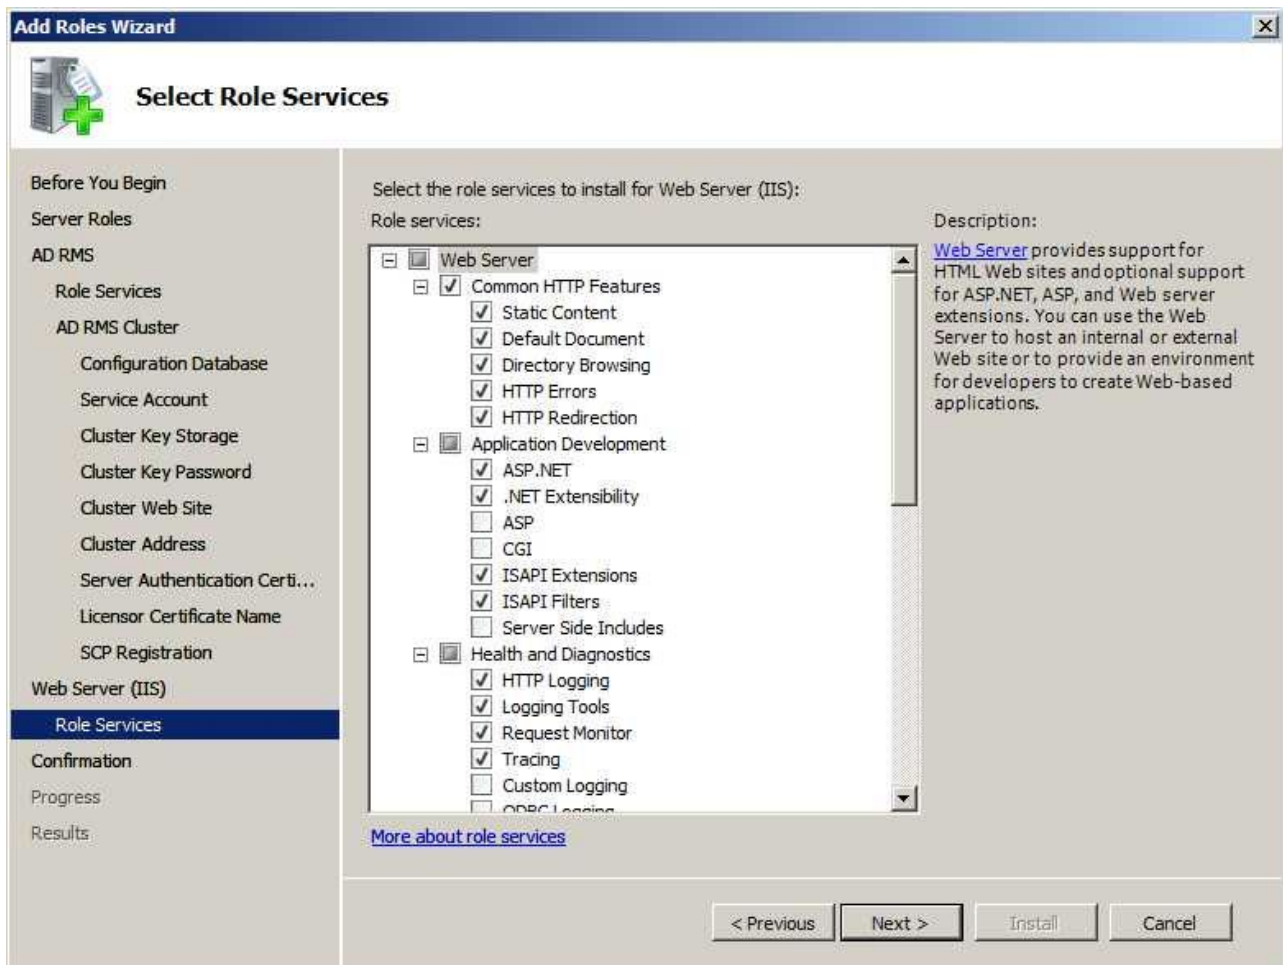 Add Roles Wizard
Select Role Services
Before You Begin
Server Roles
AD RMS
Role Services
AD RMS Cluster
Configuration Database
Service Account
Cluster Key Storage
Cluster Key Password
Cluster Web Site
Cluster Address
Server Authentication Certi...
Licensor Certificate Name
SCP Registration
Web Server (IIS)
Role Services
Confirmation
Progress
Results
Select the role services to install for Web Server (IIS):
Role services:
Web Server
Common HTTP Features
Static Content
Default Document
Directory Browsing
HTTP Errors
HTTP Redirection
Application Development
ASP.NET
.NET Extensibility
ASP
CGI
ISAPI Extensions
ISAPI Filters
Server Side Includes
Health and Diagnostics
HTTP Logging
Logging Tools
Request Monitor
Tracing
Custom Logging
ODBC Logging
More about role services
Description:
Web Server provides support for
HTML Web sites and optional support
for ASP.NET, ASP, and Web server
extensions. You can use the Web
Server to host an internal or external
Web site or to provide an environment
for developers to create Web-based
applications.
< Previous
Next >
Install
Cancel